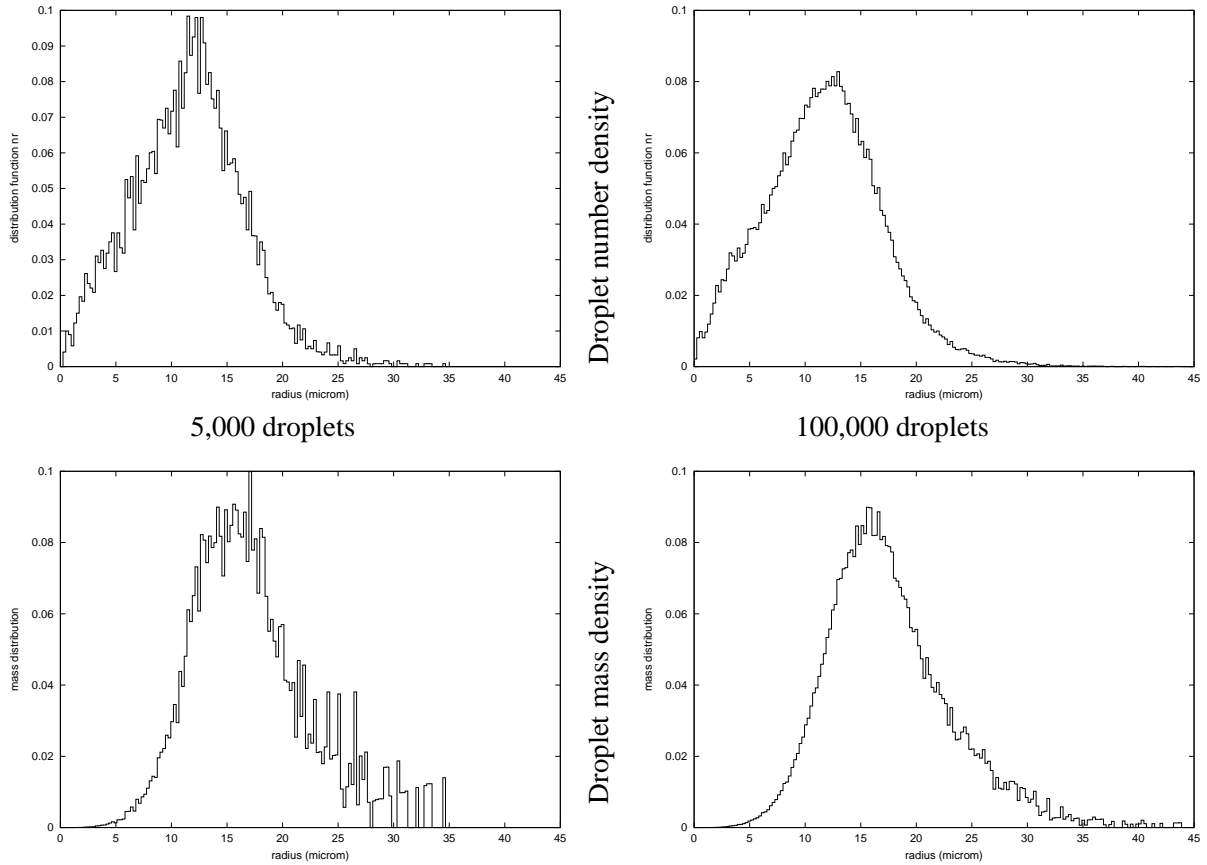 0.1
0.09
0.08
0.07
0.06
0.05
0.04
0.03
0.02
0.01
0
distribution function nr
0 5 10 15 20 25 30 35 40 45
radius (microm)
Droplet number density
0.1
0.08
0.06
0.04
0.02
0
distribution function nr
0 5 10 15 20 25 30 35 40 45
radius (microm)
5,000 droplets
100,000 droplets
0.1
0.08
0.06
0.04
0.02
0
mass distribution
0 5 10 15 20 25 30 35 40 45
radius (microm)
Droplet mass density
0.1
0.08
0.06
0.04
0.02
0
mass distribution
0 5 10 15 20 25 30 35 40 45
radius (microm)